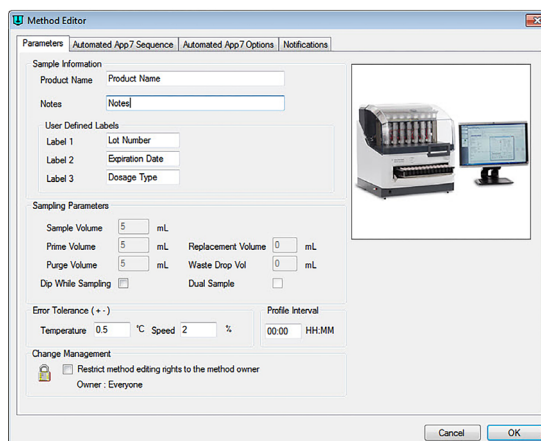 Method Editor
Parameters Automated App7 Sequence Automated App7 Options Notifications
Sample Information
Product Name Product Name
Notes Notes
User Defined Labels
Label 1 Lot Number
Label 2 Expiration Date
Label 3 Dosage Type
Sampling Parameters
Sample Volume 5 mL
Prime Volume 5 mL Replacement Volume 0 mL
Purge Volume 5 mL Waste Drop Vol 0 mL
Dip While Sampling Dual Sample
Error Tolerance ( + - ) Profile Interval
Temperature 0.5 °C Speed 2 % 00:00 HH:MM
Change Management
Restrict method editing rights to the method owner
Owner : Everyone
Cancel OK